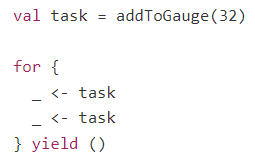 val task = addToGauge(32)
for {
  _ <- task
  _ <- task
} yield ()